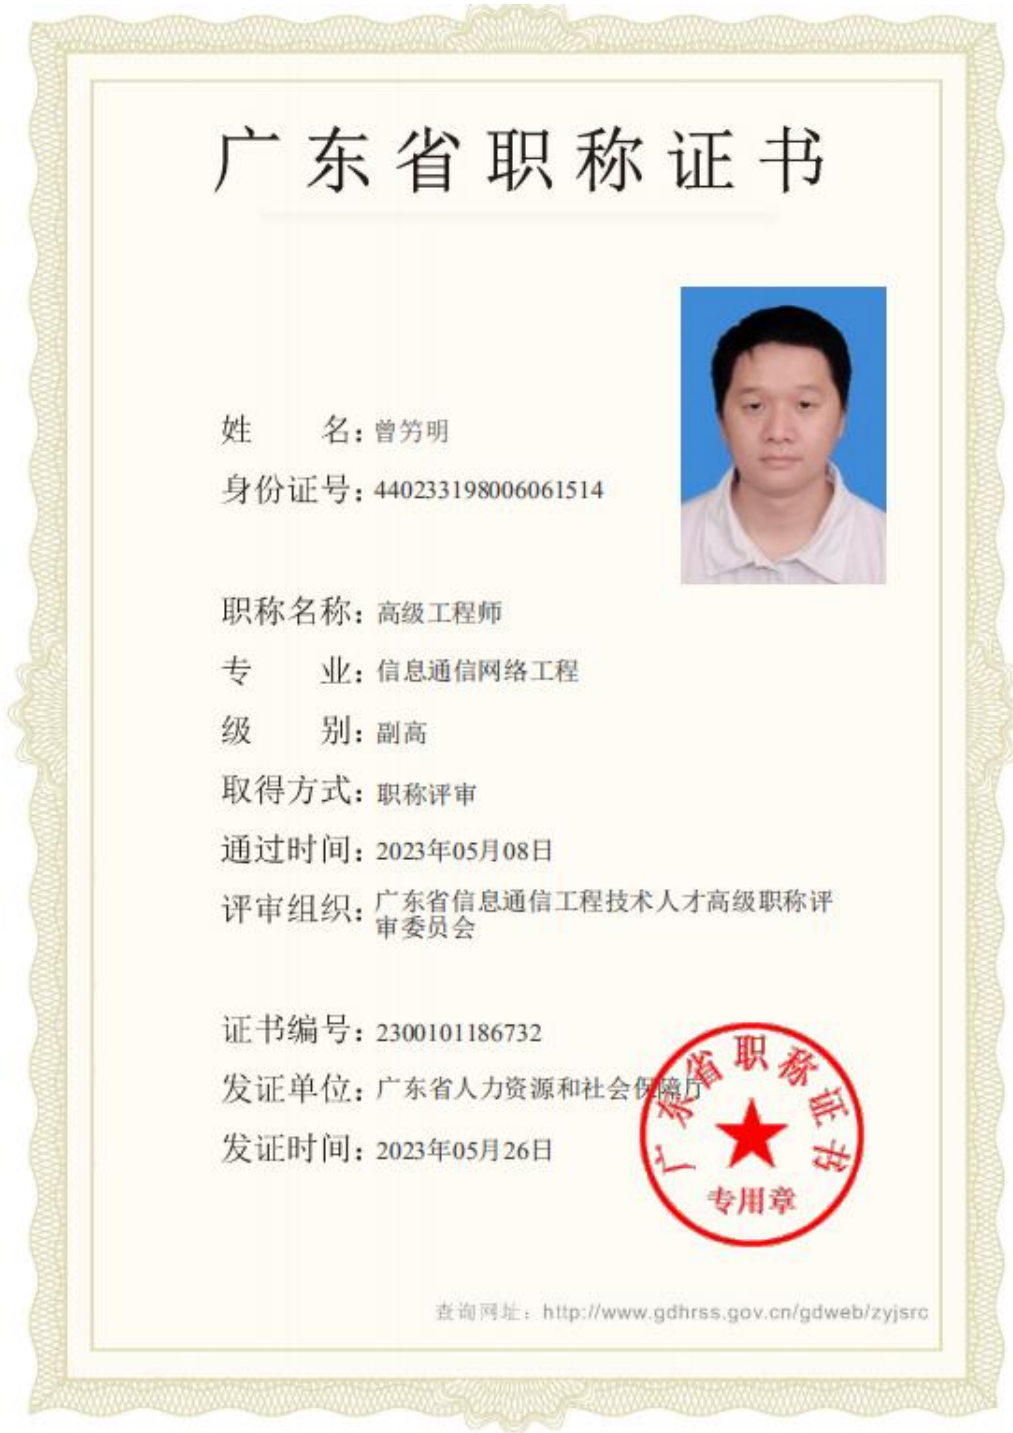 广东省职称证书
姓 名：曾竻明
身份证号：440233198006061514
职称名称：高级工程师
专 业：信息通信网络工程
级 别：副高
取得方式：职称评审
通过时间：2023年05月08日
评审组织：广东省信息通信工程技术人才高级职称评
审委员会
证书编号：2300101186732
发证单位：广东省人力资源和社会保障厅
发证时间：2023年05月26日
广东省职称证书
专用章
查询网址：http://www.gdhrss.gov.cn/gdweb/zyjsrc